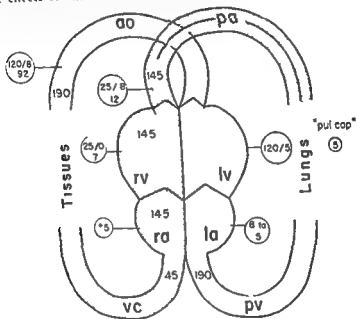 ao
pa
120/8
92
190
145
25/8
12
145
25/0
7
rv
lv
120/5
"pul cap"
5
Tissues
Lungs
+5
145
ra
la
8 ta
5
45
190
vc
pv